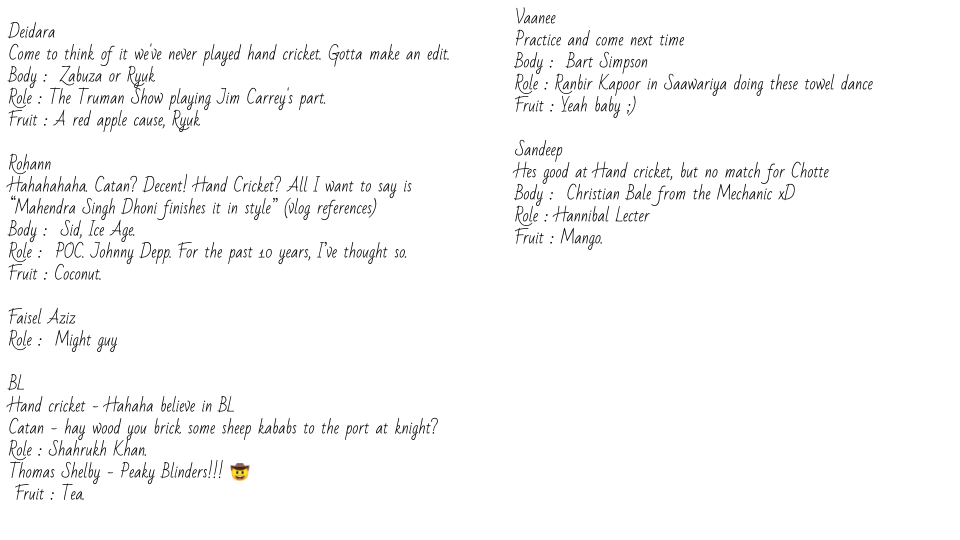 Deidara
Come to think of it we've never played hand cricket. Gotta make an edit.
Body : Zabuza or Ryuk
Role : The Truman Show playing Jim Carrey's part.
Fruit : A red apple cause, Ryuk
Rohann
Hahahahaha. Catan? Decent! Hand Cricket? All I want to say is
“Mahendra Singh Dhoni finishes it in style” (vlog references)
Body : Sid, Ice Age.
Role : POC. Johnny Depp. For the past 10 years, I've thought so.
Fruit : Coconut.
Faisel Aziz
Role : Might guy
BL
Hand cricket - Hahaha believe in BL
Catan - hay wood you brick some sheep kababs to the port at knight?
Role : Shahrukh Khan.
Thomas Shelby - Peaky Blinders!!! 🤠
Fruit : Tea.
Vaanee
Practice and come next time
Body : Bart Simpson
Role : Ranbir Kapoor in Saawariya doing these towel dance
Fruit : Yeah baby ;)
Sandeep
Hes good at Hand cricket, but no match for Chotte
Body : Christian Bale from the Mechanic xD
Role : Hannibal Lecter
Fruit : Mango.